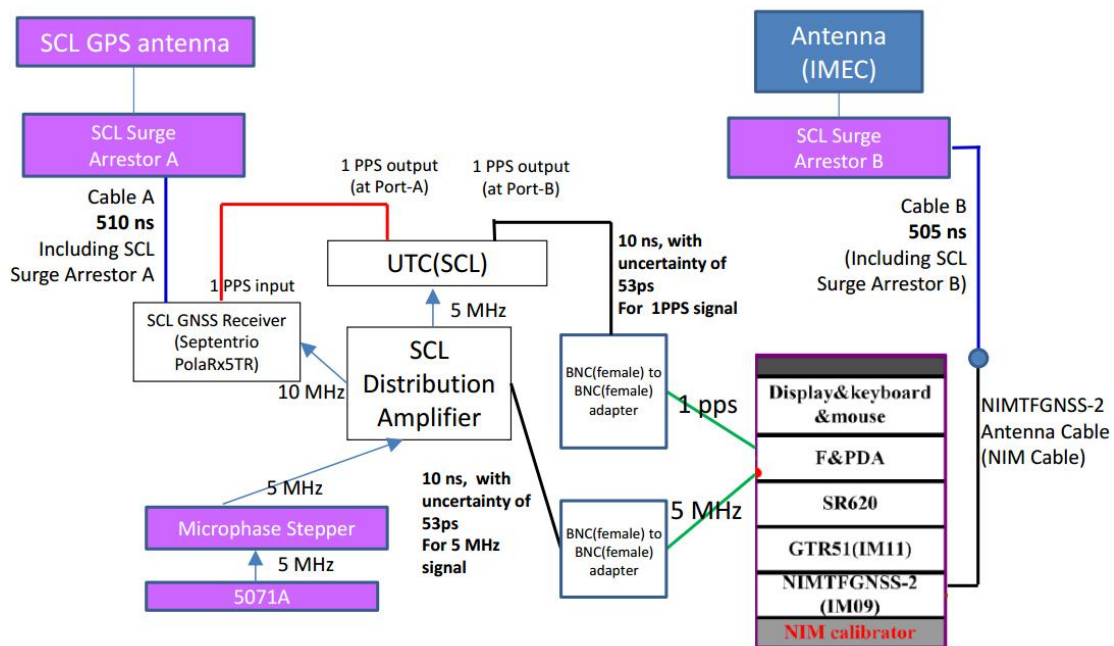 SCL GPS antenna
SCL Surge
Arrestor A
Cable A
510 ns
Including SCL
Surge Arrestor A
1 PPS input
SCL GNSS Receiver
(Septentrio
PolaRx5TR)
10 MHz
1 PPS output
(at Port-A)
1 PPS output
(at Port-B)
UTC(SCL)
5 MHz
SCL
Distribution
Amplifier
5 MHz
Microphase Stepper
5 MHz
5071A
10 ns, with
uncertainty of
53ps
For 1PPS signal
10 ns, with
uncertainty of
53ps
For 5 MHz
signal
BNC(female) to
BNC(female)
adapter
1 pps
BNC(female) to
BNC(female)
adapter
5 MHz
Antenna
(IMEC)
SCL Surge
Arrestor B
Cable B
505 ns
(Including SCL
Surge Arrestor B)
NIMTFGNSS-2
Antenna Cable
(NIM Cable)
Display&keyboard
&mouse
F&PDA
SR620
GTR51(IM11)
NIMTFGNSS-2
(IM09)
NIM calibrator